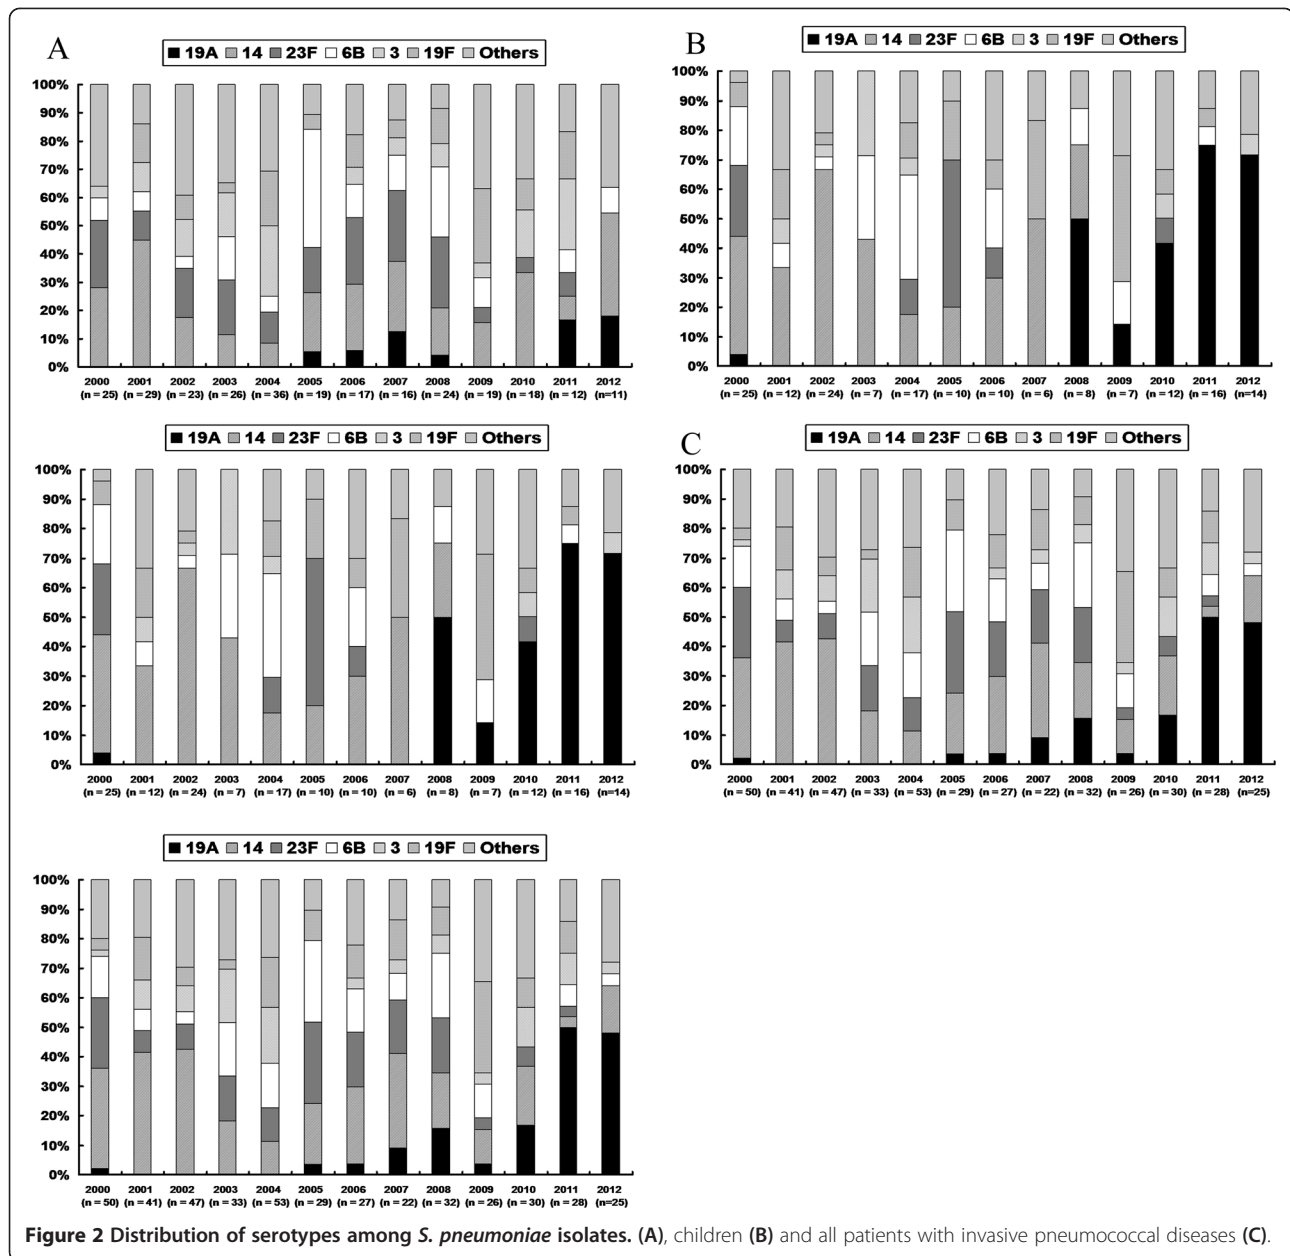 A
19A 14 23F 6B 3 19F Others
100%
90%
80%
70%
60%
50%
40%
30%
20%
10%
0%
2000 2001 2002 2003 2004 2005 2006 2007 2008 2009 2010 2011 2012
(n = 25) (n = 29) (n = 23) (n = 26) (n = 36) (n = 19) (n = 17) (n = 16) (n = 24) (n = 19) (n = 18) (n = 12) (n=11)
B
19A 14 23F 6B 3 19F Others
100%
90%
80%
70%
60%
50%
40%
30%
20%
10%
0%
2000 2001 2002 2003 2004 2005 2006 2007 2008 2009 2010 2011 2012
(n = 25) (n = 12) (n = 24) (n = 7) (n = 17) (n = 10) (n = 10) (n = 6) (n = 8) (n = 7) (n = 12) (n = 16) (n=14)
19A 14 23F 6B 3 19F Others
100%
90%
80%
70%
60%
50%
40%
30%
20%
10%
0%
2000 2001 2002 2003 2004 2005 2006 2007 2008 2009 2010 2011 2012
(n = 25) (n = 12) (n = 24) (n = 7) (n = 17) (n = 10) (n = 10) (n = 6) (n = 8) (n = 7) (n = 12) (n = 16) (n=14)
C
19A 14 23F 6B 3 19F Others
100%
90%
80%
70%
60%
50%
40%
30%
20%
10%
0%
2000 2001 2002 2003 2004 2005 2006 2007 2008 2009 2010 2011 2012
(n = 50) (n = 41) (n = 47) (n = 33) (n = 53) (n = 29) (n = 27) (n = 22) (n = 32) (n = 26) (n = 30) (n = 28) (n=25)
19A 14 23F 6B 3 19F Others
100%
90%
80%
70%
60%
50%
40%
30%
20%
10%
0%
2000 2001 2002 2003 2004 2005 2006 2007 2008 2009 2010 2011 2012
(n = 50) (n = 41) (n = 47) (n = 33) (n = 53) (n = 29) (n = 27) (n = 22) (n = 32) (n = 26) (n = 30) (n = 28) (n=25)
Figure 2 Distribution of serotypes among S. pneumoniae isolates. (A), children (B) and all patients with invasive pneumococcal diseases (C).